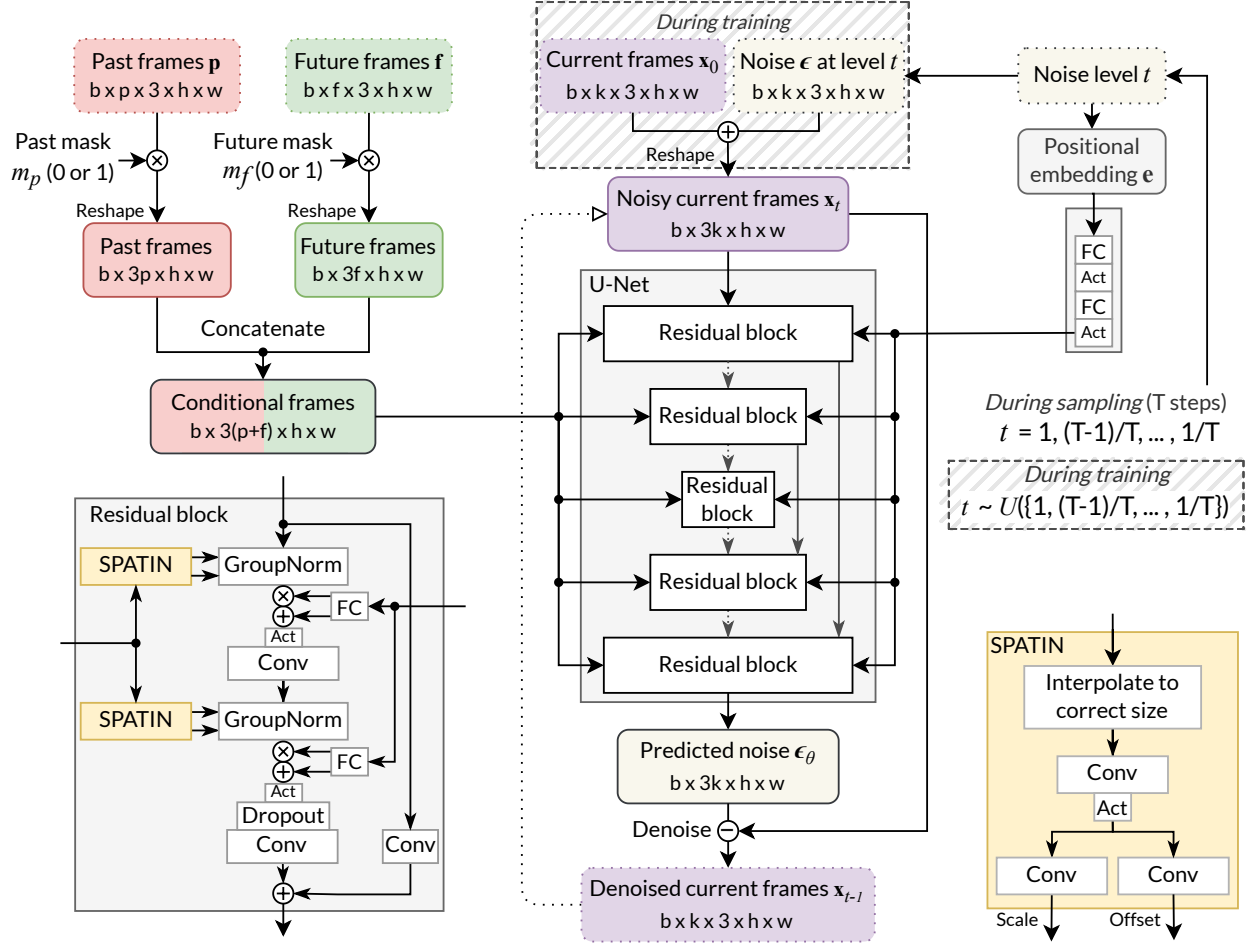 During training
Past frames p
b x p x 3 x h x w
Future frames f
b x f x 3 x h x w
Current frames x₀
b x k x 3 x h x w
Noise ϵ at level t
b x k x 3 x h x w
Noise level t
Past mask
mₚ (0 or 1)
Future mask
m_f (0 or 1)
Reshape
Reshape
Reshape
Positional
embedding e
Past frames
b x 3p x h x w
Future frames
b x 3f x h x w
Noisy current frames xₜ
b x 3k x h x w
FC
Act
FC
Act
Concatenate
Conditional frames
b x 3(p+f) x h x w
U-Net
Residual block
Residual block
Residual
block
Residual block
Residual block
During sampling (T steps)
t = 1, (T-1)/T, ... , 1/T
During training
t ~ U({1, (T-1)/T, ... , 1/T})
Residual block
SPATIN
GroupNorm
FC
Act
Conv
SPATIN
GroupNorm
FC
Act
Dropout
Conv
Conv
Predicted noise ϵ_θ
b x 3k x h x w
Denoise
Denoised current frames x_{t-1}
b x k x 3 x h x w
SPATIN
Interpolate to
correct size
Conv
Act
Conv
Conv
Scale
Offset